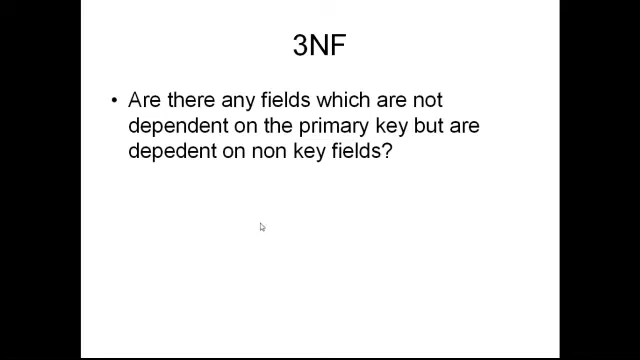 3NF
• Are there any fields which are not
dependent on the primary key but are
depedent on non key fields?